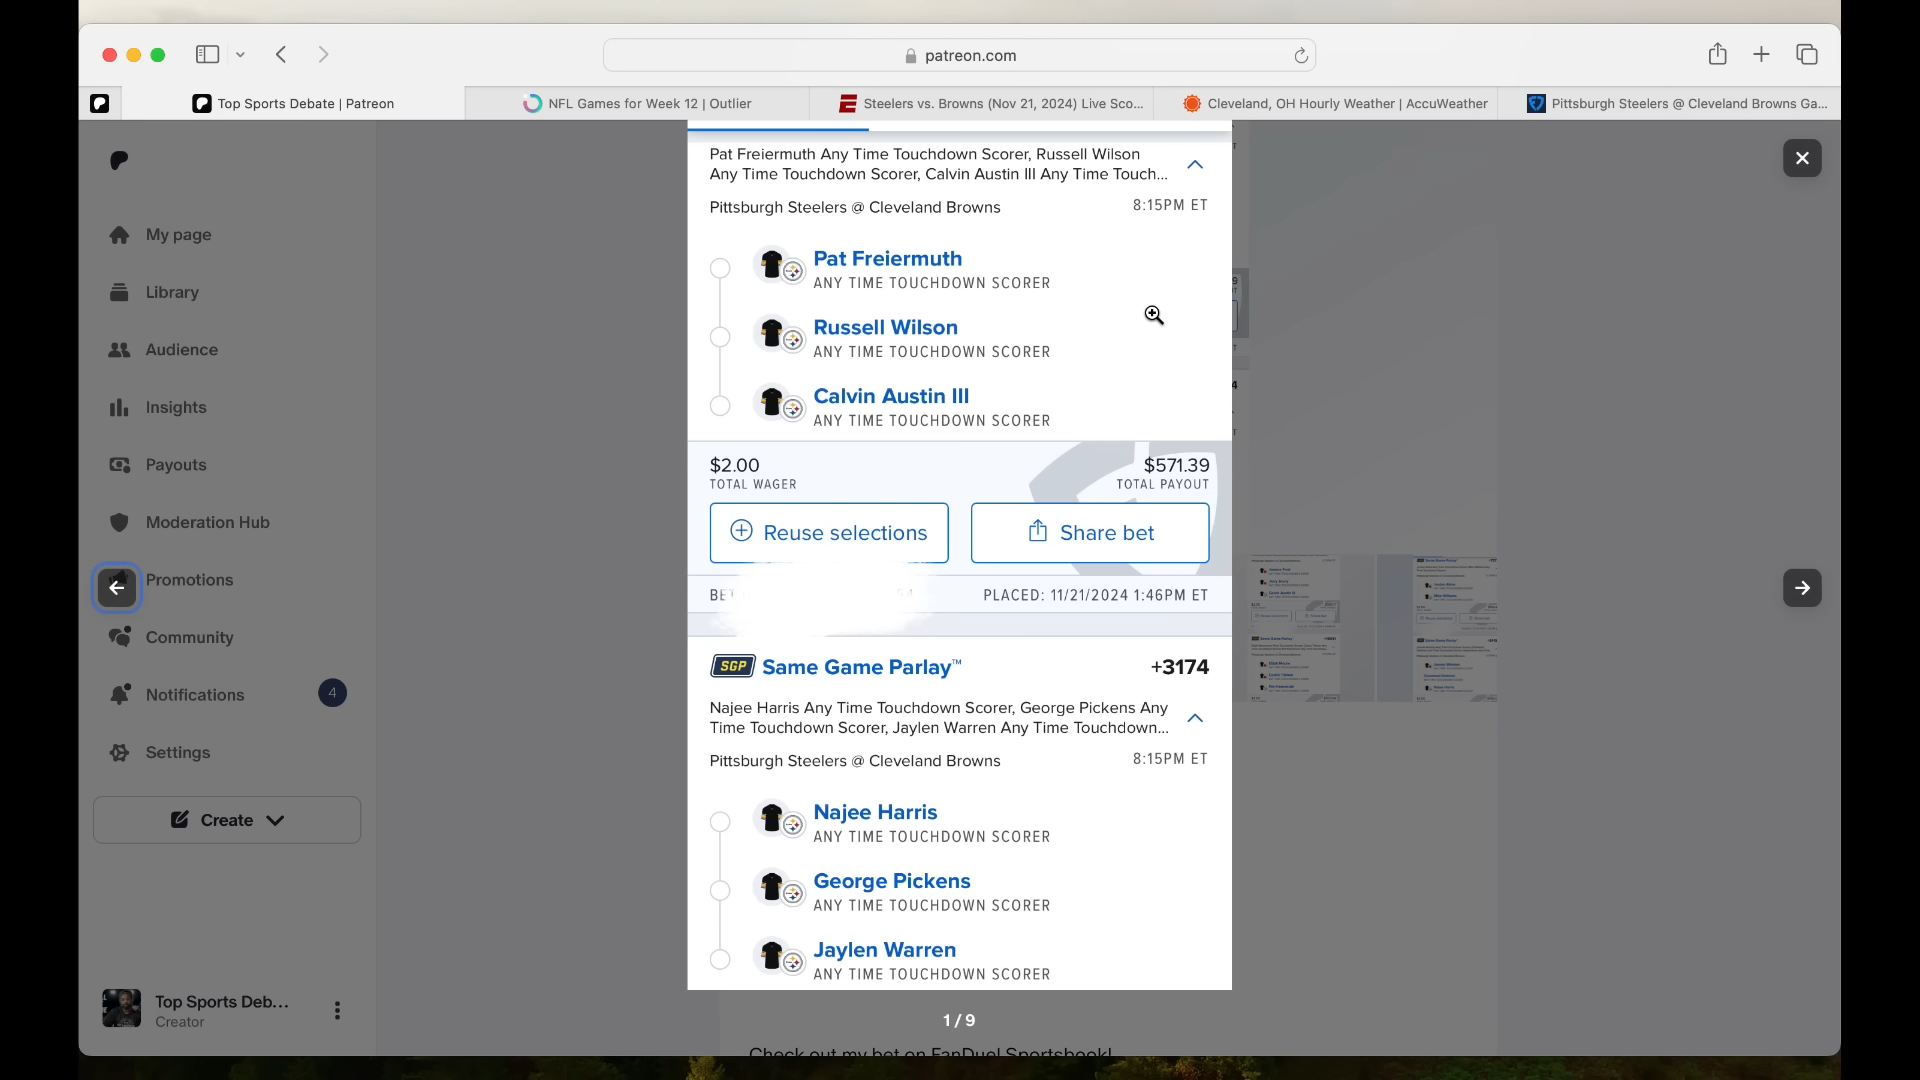 patreon.com
Top Sports Debate | Patreon
NFL Games for Week 12 | Outlier
Steelers vs. Browns (Nov 21, 2024) Live Sco...
Cleveland, OH Hourly Weather | AccuWeather
Pittsburgh Steelers @ Cleveland Browns Ga...
My page
Library
Audience
Insights
Payouts
Moderation Hub
Promotions
Community
Notifications
4
Settings
Create
Top Sports Deb...
Creator
Pat Freiermuth Any Time Touchdown Scorer, Russell Wilson
Any Time Touchdown Scorer, Calvin Austin III Any Time Touch...
Pittsburgh Steelers @ Cleveland Browns
8:15PM ET
Pat Freiermuth
ANY TIME TOUCHDOWN SCORER
Russell Wilson
ANY TIME TOUCHDOWN SCORER
Calvin Austin III
ANY TIME TOUCHDOWN SCORER
$2.00
TOTAL WAGER
$571.39
TOTAL PAYOUT
Reuse selections
Share bet
PLACED: 11/21/2024 1:46PM ET
SGP Same Game Parlay™
+3174
Najee Harris Any Time Touchdown Scorer, George Pickens Any
Time Touchdown Scorer, Jaylen Warren Any Time Touchdown...
Pittsburgh Steelers @ Cleveland Browns
8:15PM ET
Najee Harris
ANY TIME TOUCHDOWN SCORER
George Pickens
ANY TIME TOUCHDOWN SCORER
Jaylen Warren
ANY TIME TOUCHDOWN SCORER
1 / 9
Check out my bet on FanDuel Sportsbook!